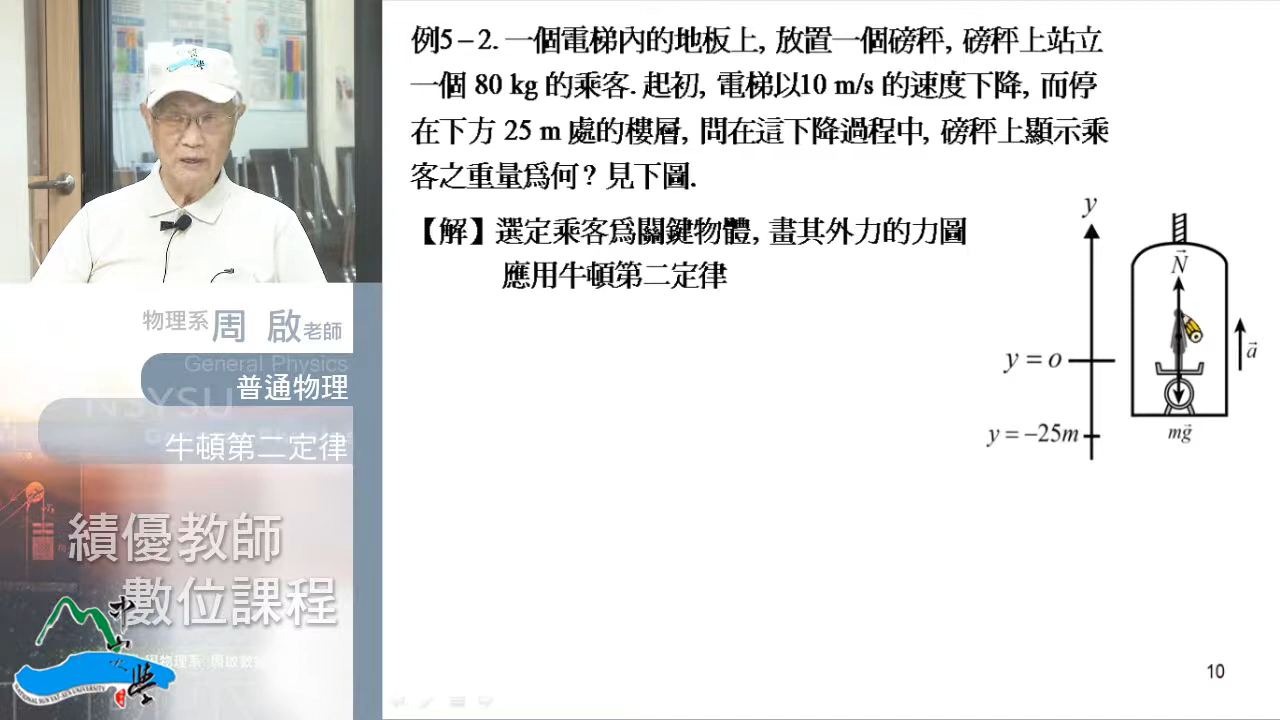 例5－2. 一個電梯內的地板上, 放置一個磅秤, 磅秤上站立
一個 80 kg 的乘客. 起初, 電梯以10 m/s 的速度下降, 而停
在下方 25 m 處的樓層, 問在這下降過程中, 磅秤上顯示乘
客之重量為何? 見下圖.
【解】選定乘客為關鍵物體, 畫其外力的力圖
應用牛頓第二定律
y
N⃗
a⃗
y = o
y = −25m
mg⃗
物理系 周 啟 老師
General Physics
普通物理
NSYSU
牛頓第二定律
績優教師
數位課程
NATIONAL SUN YAT-SEN UNIVERSITY
10